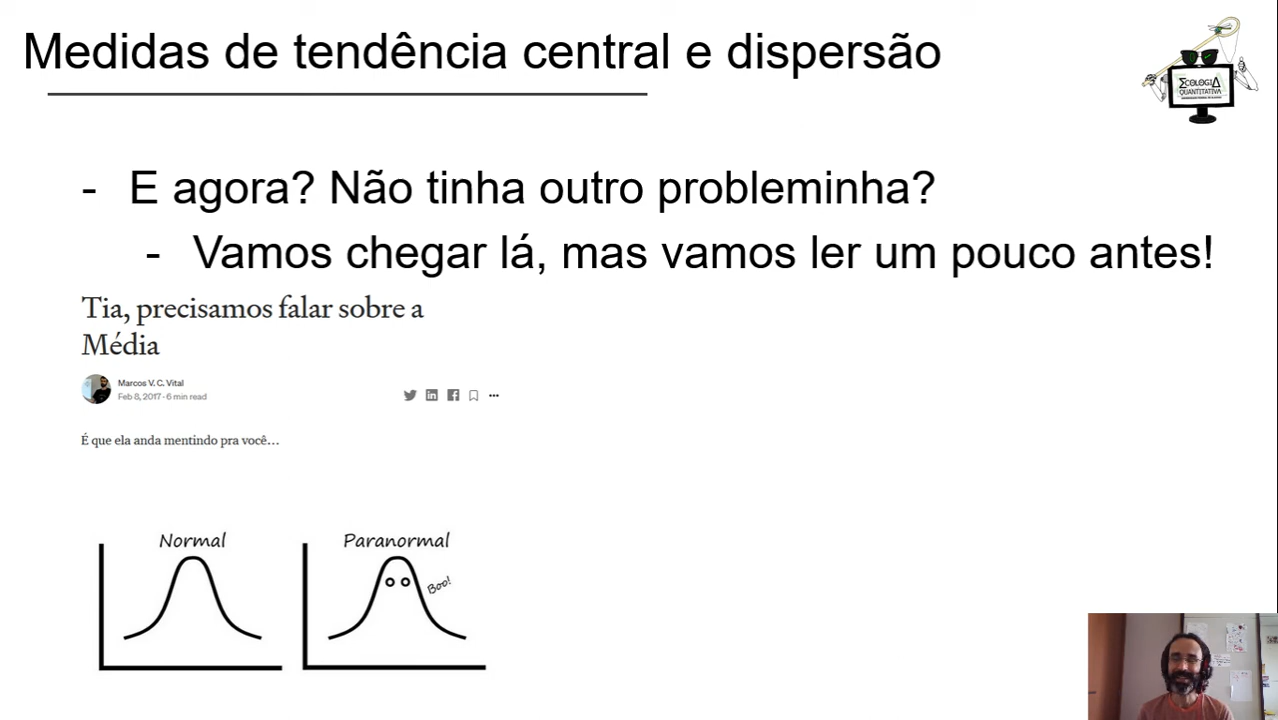 Medidas de tendência central e dispersão
ECOLOGIA
QUANTITATIVA
- E agora? Não tinha outro probleminha?
- Vamos chegar lá, mas vamos ler um pouco antes!
Tia, precisamos falar sobre a
Média
Marcos V. C. Vital
Feb 8, 2017 · 6 min read
É que ela anda mentindo pra você...
Normal
Paranormal
Boo!